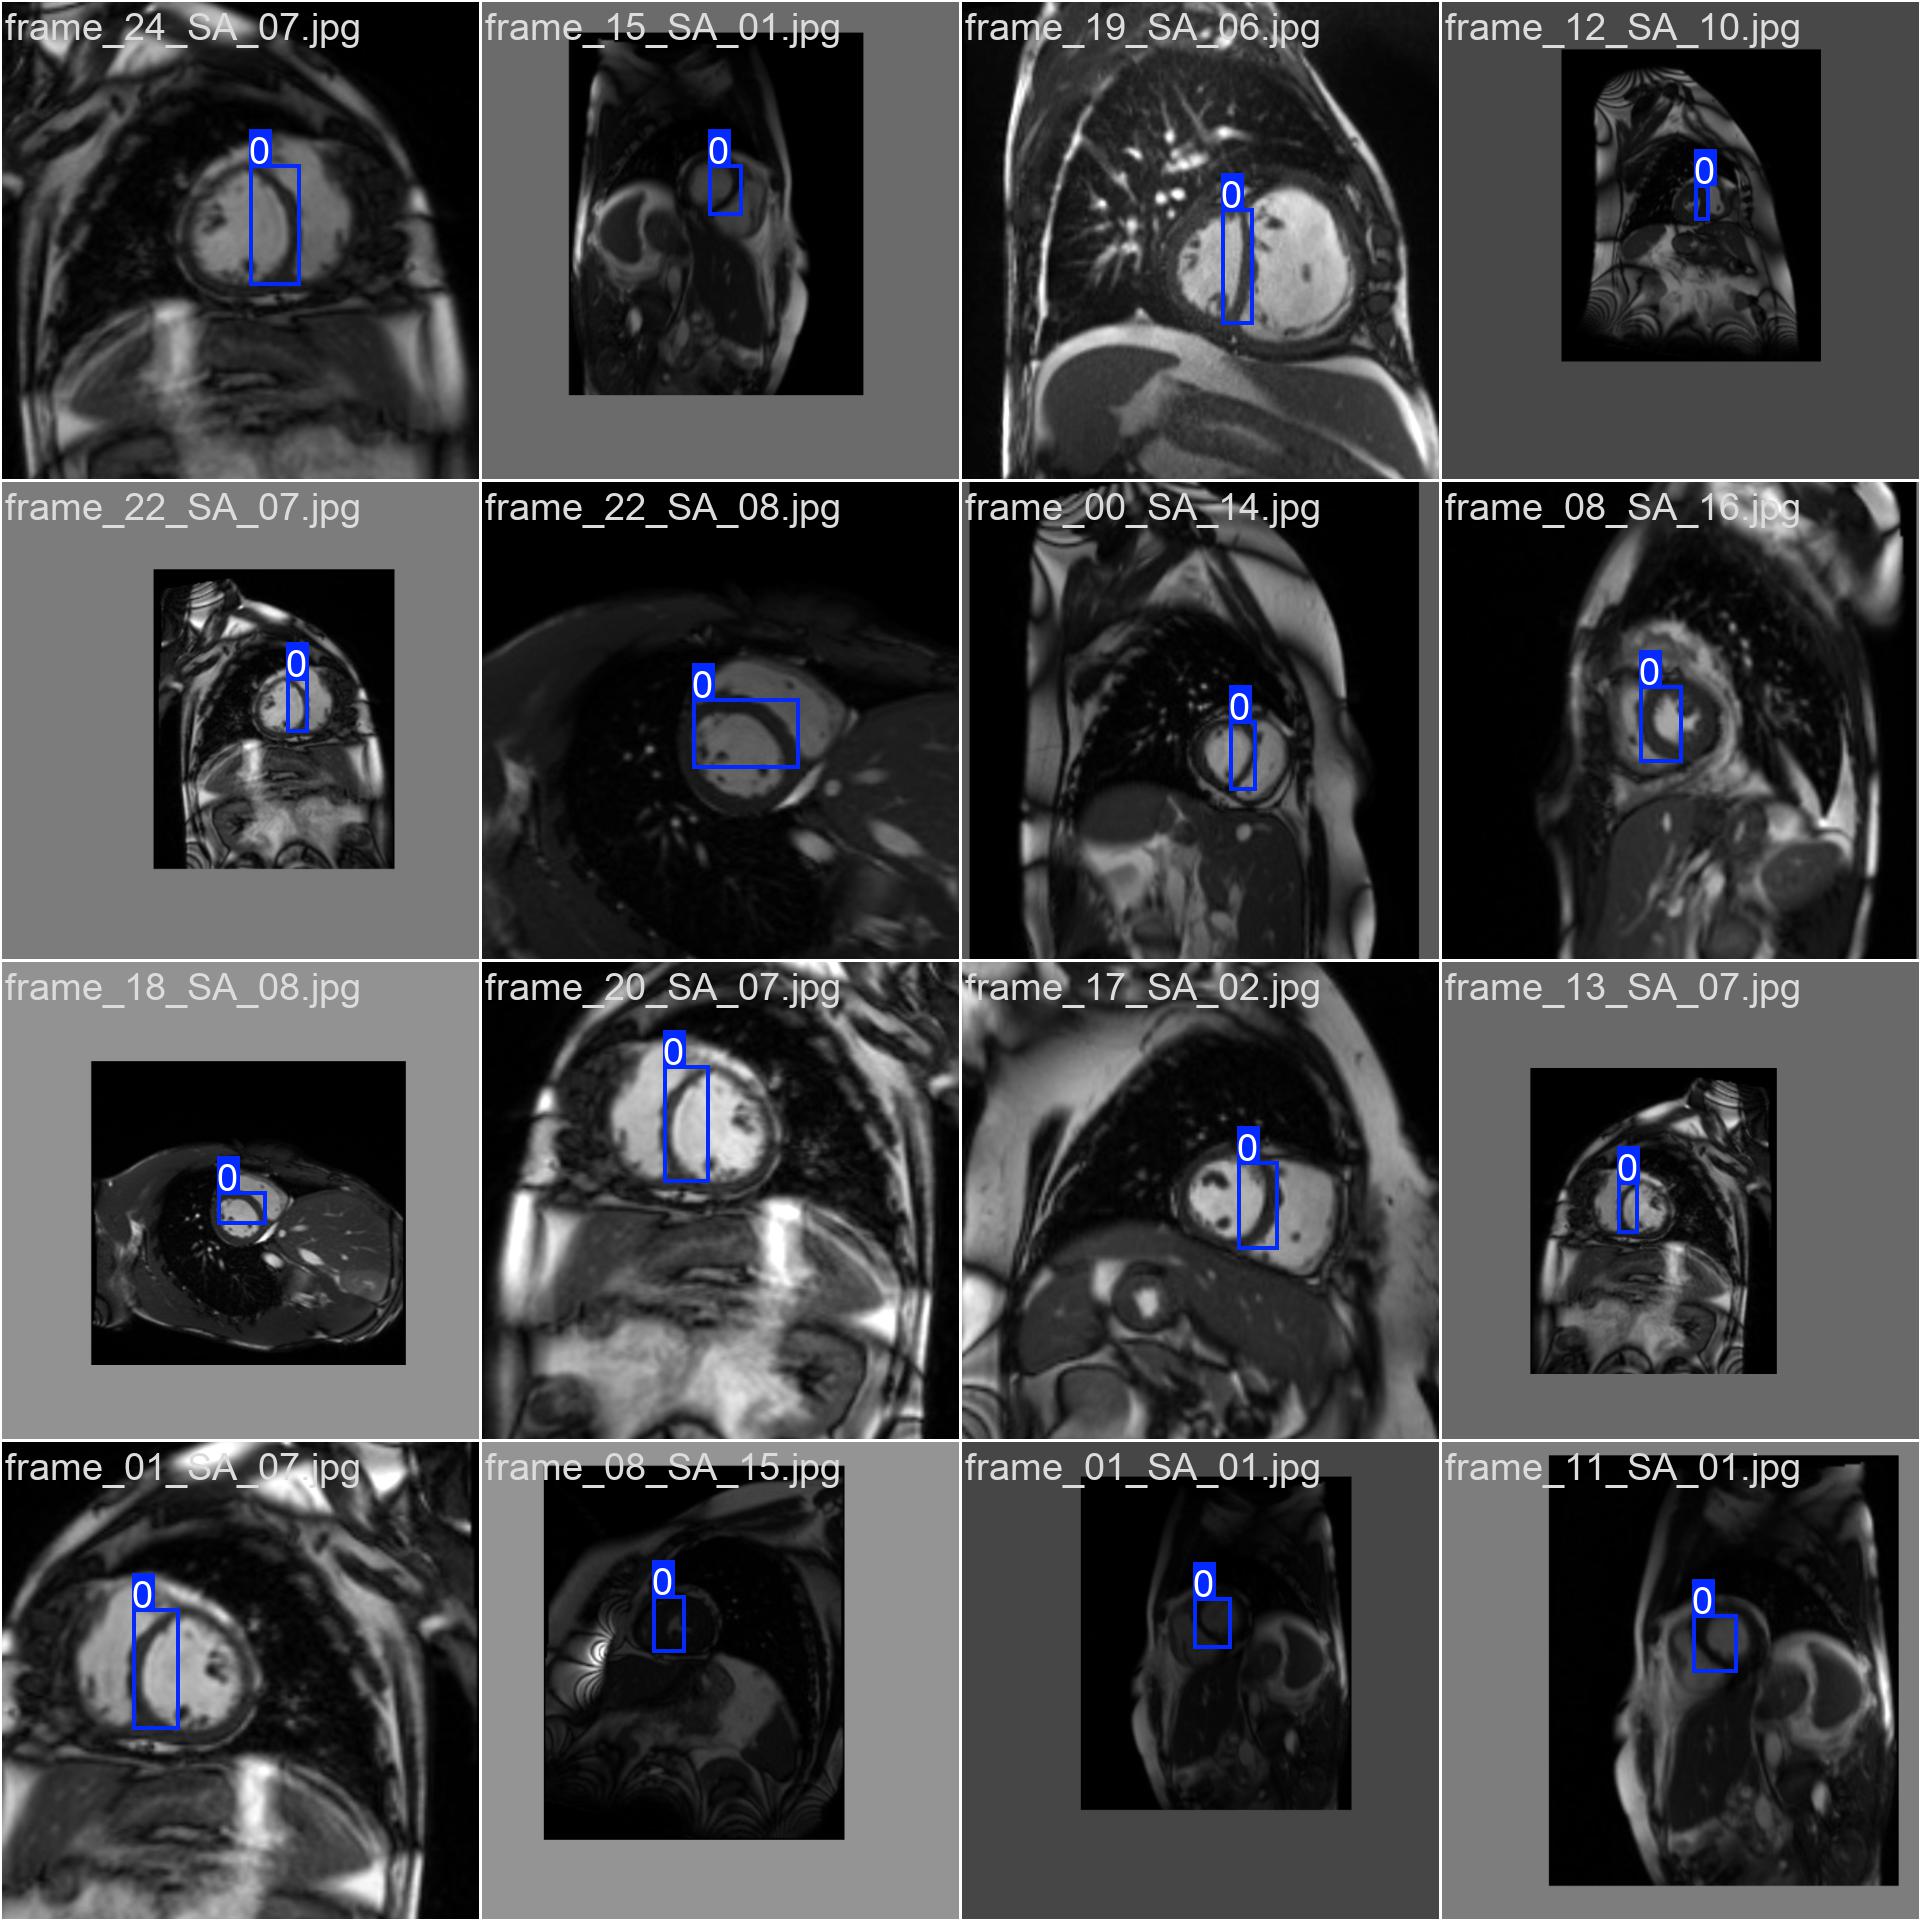 frame_24_SA_07.jpg
0
frame_15_SA_01.jpg
0
frame_19_SA_06.jpg
0
frame_12_SA_10.jpg
0
frame_22_SA_07.jpg
0
frame_22_SA_08.jpg
0
frame_00_SA_14.jpg
0
frame_08_SA_16.jpg
0
frame_18_SA_08.jpg
0
frame_20_SA_07.jpg
0
frame_17_SA_02.jpg
0
frame_13_SA_07.jpg
0
frame_01_SA_07.jpg
0
frame_08_SA_15.jpg
0
frame_01_SA_01.jpg
0
frame_11_SA_01.jpg
0